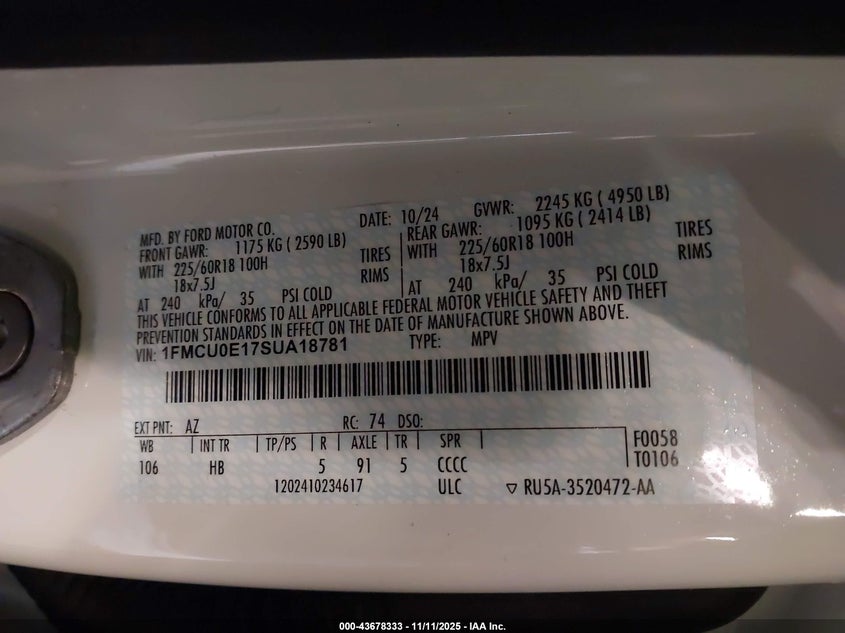 MFD. BY FORD MOTOR CO. DATE: 10/24 GVWR: 2245 KG ( 4950 LB)
FRONT GAWR: 1175 KG ( 2590 LB) REAR GAWR: 1095 KG ( 2414 LB)
WITH 225/60R18 100H TIRES WITH 225/60R18 100H TIRES
18x7.5J RIMS 18x7.5J RIMS
AT 240 kPa/ 35 PSI COLD AT 240 kPa/ 35 PSI COLD
THIS VEHICLE CONFORMS TO ALL APPLICABLE FEDERAL MOTOR VEHICLE SAFETY AND THEFT
PREVENTION STANDARDS IN EFFECT ON THE DATE OF MANUFACTURE SHOWN ABOVE.
VIN: 1FMCU0E17SUA18781 TYPE: MPV
EXT PNT: AZ RC: 74 DSO:
WB INT TR TP/PS R AXLE TR SPR F0058
106 HB 5 91 5 CCCC T0106
1202410234617 ULC ▽ RU5A-3520472-AA
000-43678333 - 11/11/2025 - IAA Inc.